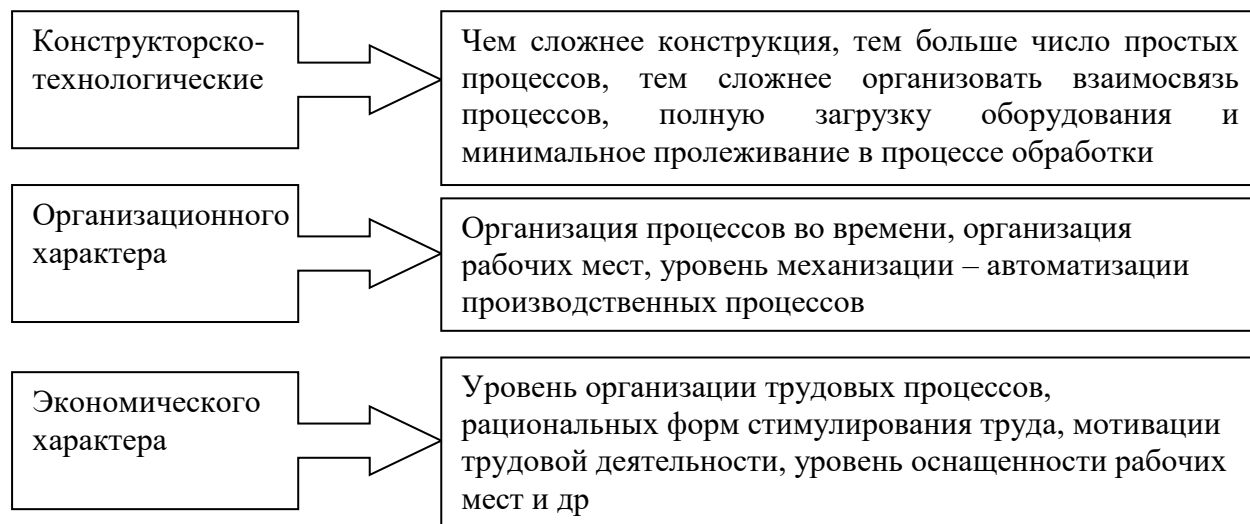 Конструкторско-
технологические
Чем сложнее конструкция, тем больше число простых
процессов, тем сложнее организовать взаимосвязь
процессов, полную загрузку оборудования и
минимальное пролеживание в процессе обработки
Организационного
характера
Организация процессов во времени, организация
рабочих мест, уровень механизации – автоматизации
производственных процессов
Экономического
характера
Уровень организации трудовых процессов,
рациональных форм стимулирования труда, мотивации
трудовой деятельности, уровень оснащенности рабочих
мест и др